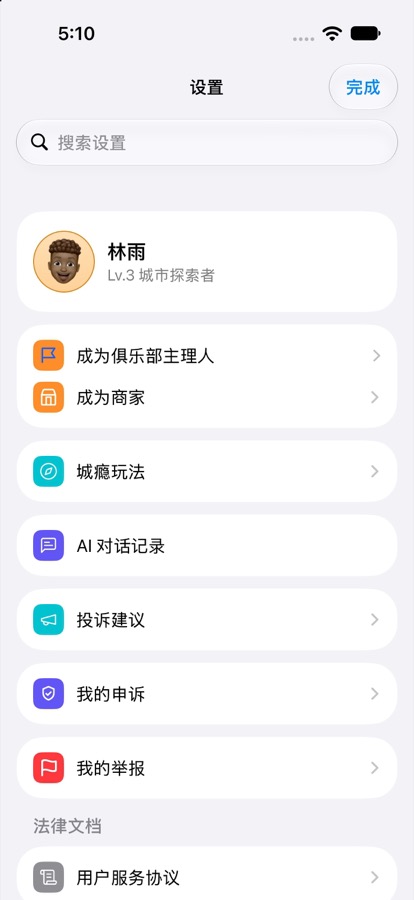 5:10
设置
完成
搜索设置
林雨
Lv.3 城市探索者
成为俱乐部主理人
成为商家
城瘾玩法
AI 对话记录
投诉建议
我的申诉
我的举报
法律文档
用户服务协议